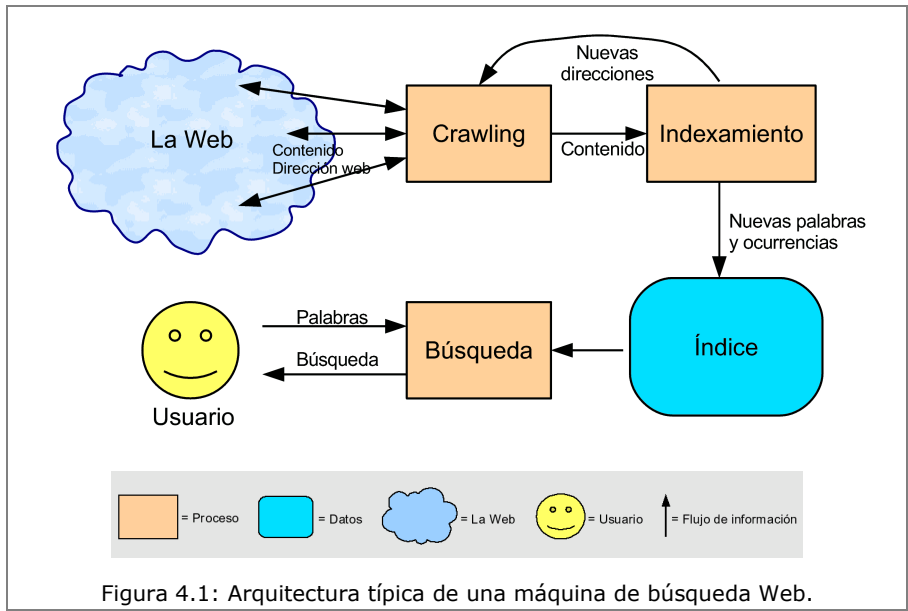 Nuevas
direcciones
La Web
Crawling
Indexamiento
Contenido
Dirección web
Contenido
Nuevas palabras
y ocurrencias
Palabras
Búsqueda
Búsqueda
Índice
Usuario
= Proceso
= Datos
= La Web
= Usuario
= Flujo de información
Figura 4.1: Arquitectura típica de una máquina de búsqueda Web.